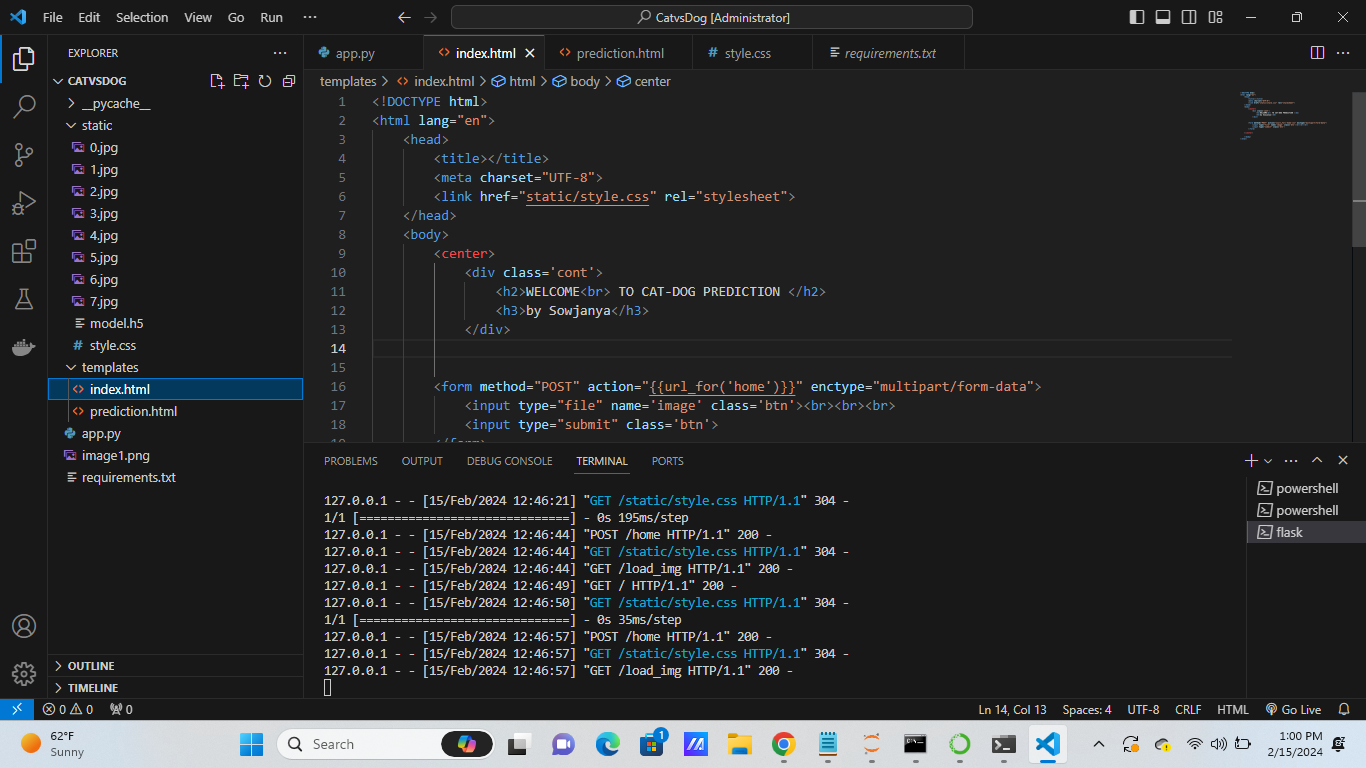 File Edit Selection View Go Run ··· CatvsDog [Administrator]
EXPLORER ···
CATVSDOG
__pycache__
static
0.jpg
1.jpg
2.jpg
3.jpg
4.jpg
5.jpg
6.jpg
7.jpg
model.h5
style.css
templates
index.html
prediction.html
app.py
image1.png
requirements.txt
OUTLINE
TIMELINE
app.py index.html prediction.html style.css requirements.txt
templates > index.html > html > body > center
1 <!DOCTYPE html>
2 <html lang="en">
3 <head>
4 <title></title>
5 <meta charset="UTF-8">
6 <link href="static/style.css" rel="stylesheet">
7 </head>
8 <body>
9 <center>
10 <div class='cont'>
11 <h2>WELCOME<br> TO CAT-DOG PREDICTION </h2>
12 <h3>by Sowjanya</h3>
13 </div>
14
15
16 <form method="POST" action="{{url_for('home')}}" enctype="multipart/form-data">
17 <input type="file" name='image' class='btn'><br><br><br>
18 <input type="submit" class='btn'>
PROBLEMS OUTPUT DEBUG CONSOLE TERMINAL PORTS
127.0.0.1 - - [15/Feb/2024 12:46:21] "GET /static/style.css HTTP/1.1" 304 -
1/1 [==============================] - 0s 195ms/step
127.0.0.1 - - [15/Feb/2024 12:46:44] "POST /home HTTP/1.1" 200 -
127.0.0.1 - - [15/Feb/2024 12:46:44] "GET /static/style.css HTTP/1.1" 304 -
127.0.0.1 - - [15/Feb/2024 12:46:44] "GET /load_img HTTP/1.1" 200 -
127.0.0.1 - - [15/Feb/2024 12:46:49] "GET / HTTP/1.1" 200 -
127.0.0.1 - - [15/Feb/2024 12:46:50] "GET /static/style.css HTTP/1.1" 304 -
1/1 [==============================] - 0s 35ms/step
127.0.0.1 - - [15/Feb/2024 12:46:57] "POST /home HTTP/1.1" 200 -
127.0.0.1 - - [15/Feb/2024 12:46:57] "GET /static/style.css HTTP/1.1" 304 -
127.0.0.1 - - [15/Feb/2024 12:46:57] "GET /load_img HTTP/1.1" 200 -
powershell
powershell
flask
0 0 0 Ln 14, Col 13 Spaces: 4 UTF-8 CRLF HTML Go Live
62°F
Sunny
Search
1
1:00 PM
2/15/2024